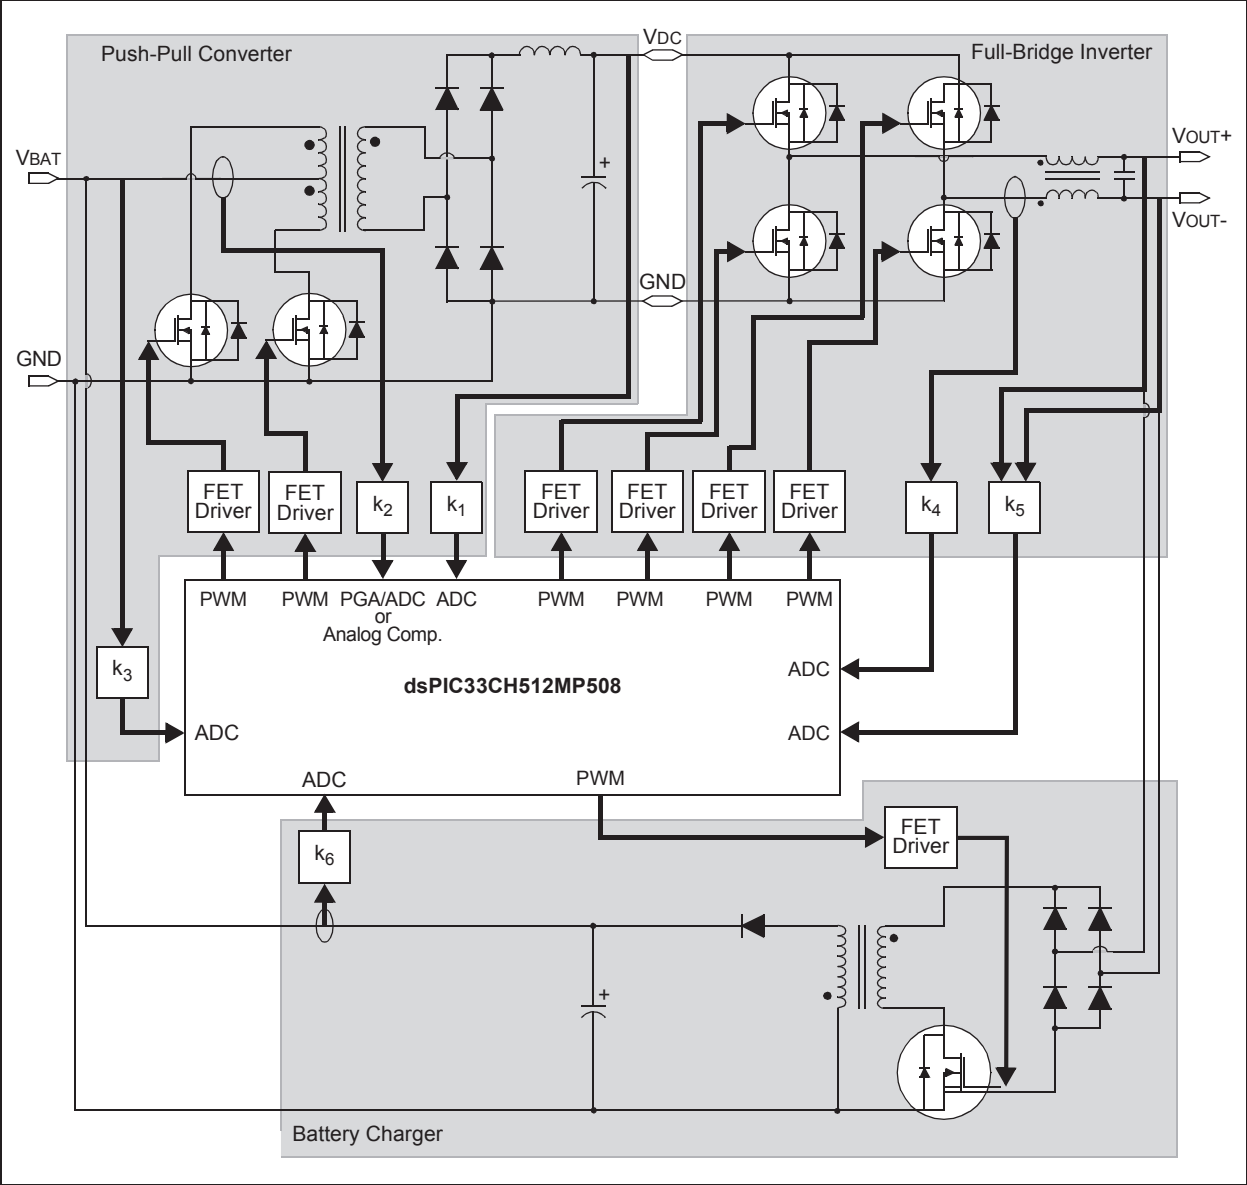 Push-Pull Converter
VDC
Full-Bridge Inverter
VBAT
+
VOUT+
VOUT-
GND
GND
FET
Driver
FET
Driver
k2
k1
FET
Driver
FET
Driver
FET
Driver
FET
Driver
k4
k5
PWM
PWM
PGA/ADC
or
Analog Comp.
ADC
PWM
PWM
PWM
PWM
k3
ADC
dsPIC33CH512MP508
ADC
ADC
ADC
PWM
k6
FET
Driver
+
Battery Charger